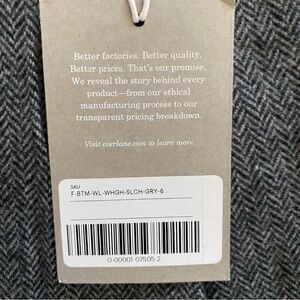 Better factories. Better quality.
Better prices. That's our promise.
We reveal the story behind every
product—from our ethical
manufacturing process to our
transparent pricing breakdown.
Visit everlane.com to learn more.
SKU
F-BTM-WL-WHGH-SLCH-GRY-6
0-00001-07505-2